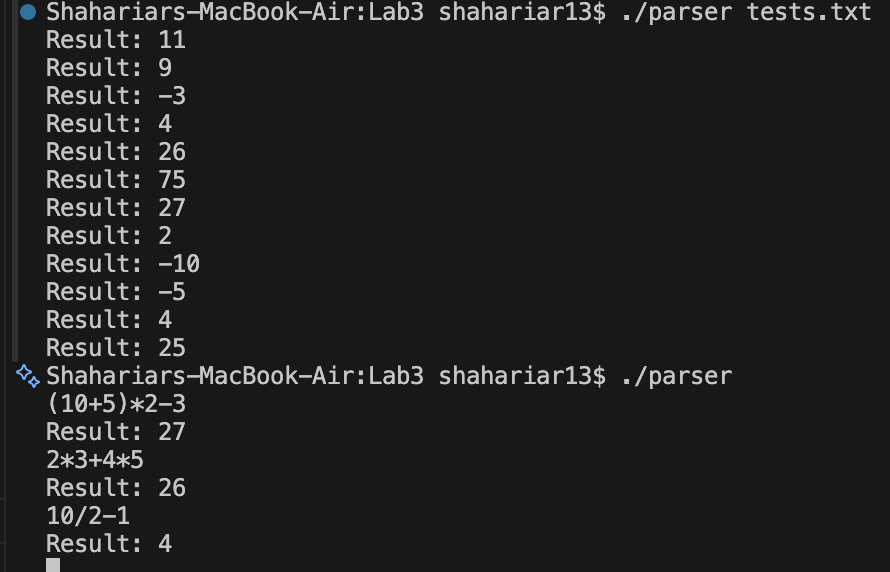 Shahariars-MacBook-Air:Lab3 shahariar13$ ./parser tests.txt
Result: 11
Result: 9
Result: -3
Result: 4
Result: 26
Result: 75
Result: 27
Result: 2
Result: -10
Result: -5
Result: 4
Result: 25
Shahariars-MacBook-Air:Lab3 shahariar13$ ./parser
(10+5)*2-3
Result: 27
2*3+4*5
Result: 26
10/2-1
Result: 4